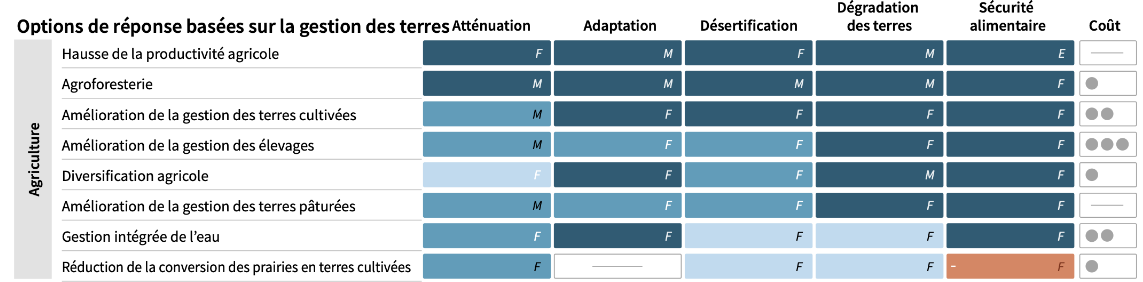 Options de réponse basées sur la gestion des terres Atténuation Adaptation Désertification Dégradation des terres Sécurité alimentaire Coût
Agriculture
Hausse de la productivité agricole F M F M E
Agroforesterie M M M M F
Amélioration de la gestion des terres cultivées M F F F F
Amélioration de la gestion des élevages M F F F F
Diversification agricole F F F M F
Amélioration de la gestion des terres pâturées M F F F F
Gestion intégrée de l'eau F F F F F
Réduction de la conversion des prairies en terres cultivées F F F – F